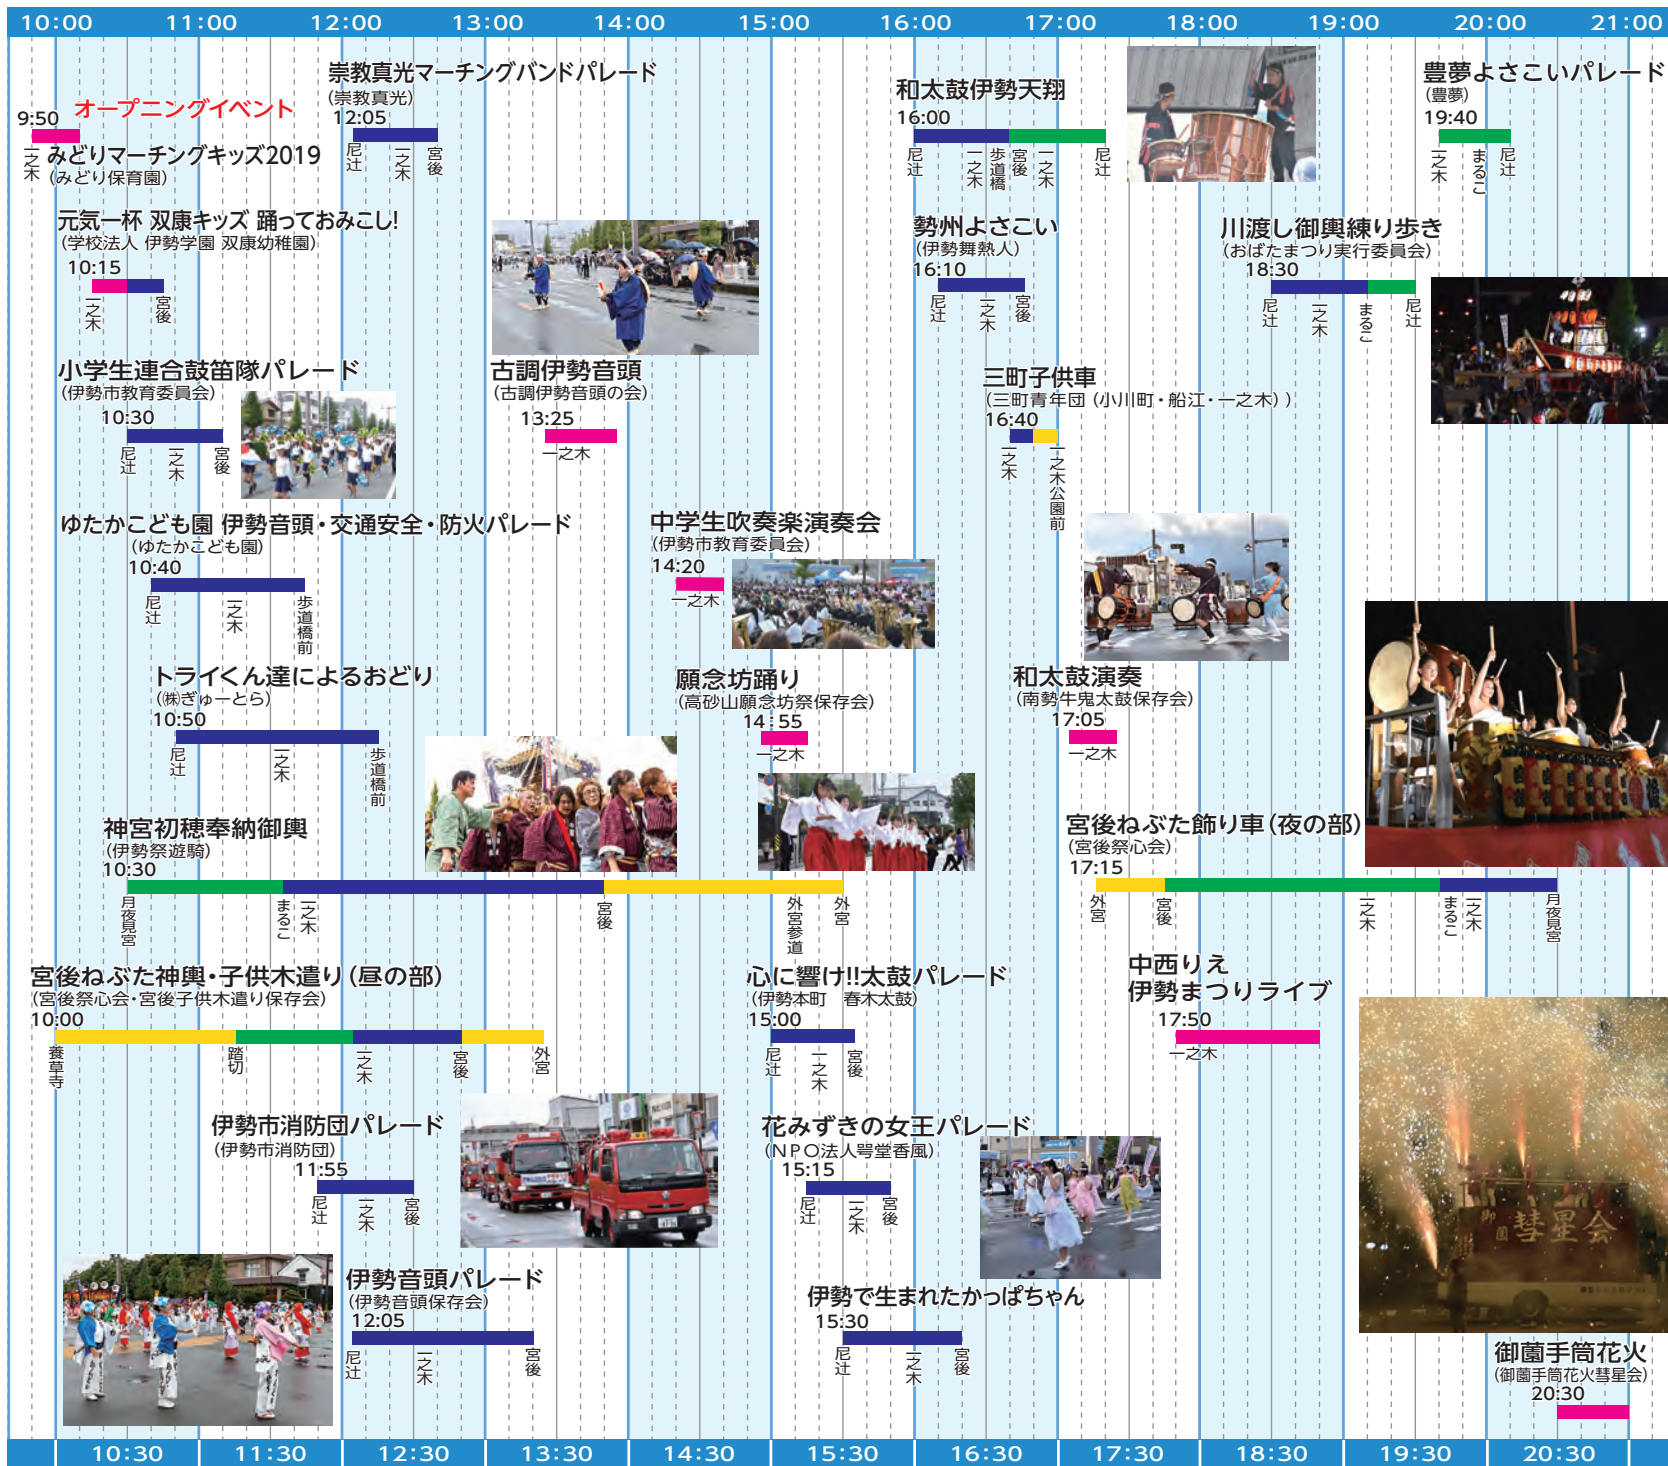 10:00 11:00 12:00 13:00 14:00 15:00 16:00 17:00 18:00 19:00 20:00 21:00
オープニングイベント
9:50
一之木
みどりマーチングキッズ2019
(みどり保育園)
崇教真光マーチングバンドパレード
(崇教真光)
12:05
尼辻 一之木 宮後
和太鼓伊勢天翔
16:00
尼辻 一之木 歩道橋 宮後 一之木 尼辻
豊夢よさこいパレード
(豊夢)
19:40
一之木 まるこ 尼辻
元気一杯 双康キッズ 踊っておみこし!
(学校法人 伊勢学園 双康幼稚園)
10:15
一之木 宮後
勢州よさこい
(伊勢舞熱人)
16:10
尼辻 一之木 宮後
川渡し御輿練り歩き
(おばたまつり実行委員会)
18:30
尼辻 一之木 まるこ 尼辻
小学生連合鼓笛隊パレード
(伊勢市教育委員会)
10:30
尼辻 一之木 宮後
古調伊勢音頭
(古調伊勢音頭の会)
13:25
一之木
三町子供車
(三町青年団 (小川町・船江・一之木) )
16:40
一之木 一之木公園前
ゆたかこども園 伊勢音頭・交通安全・防火パレード
(ゆたかこども園)
10:40
尼辻 一之木 歩道橋前
中学生吹奏楽演奏会
(伊勢市教育委員会)
14:20
一之木
トライくん達によるおどり
(㈱ぎゅーとら)
10:50
尼辻 一之木 歩道橋前
願念坊踊り
(高砂山願念坊祭保存会)
14:55
一之木
和太鼓演奏
(南勢牛鬼太鼓保存会)
17:05
一之木
神宮初穂奉納御輿
(伊勢祭遊騎)
10:30
月夜見宮 まるこ 一之木 宮後 外宮参道 外宮
宮後ねぶた飾り車(夜の部)
(宮後祭心会)
17:15
外宮 宮後 一之木 まるこ 一之木 月夜見宮
宮後ねぶた神輿・子供木遣り(昼の部)
(宮後祭心会・宮後子供木遣り保存会)
10:00
養草寺 踏切 一之木 宮後 外宮
心に響け!!太鼓パレード
(伊勢本町 春木太鼓)
15:00
尼辻 一之木 宮後
中西りえ
伊勢まつりライブ
17:50
一之木
伊勢市消防団パレード
(伊勢市消防団)
11:55
尼辻 一之木 宮後
花みずきの女王パレード
(NPO法人咢堂香風)
15:15
尼辻 一之木 宮後
御薗 彗星会
伊勢音頭パレード
(伊勢音頭保存会)
12:05
尼辻 一之木 宮後
伊勢で生まれたかっぱちゃん
15:30
尼辻 一之木 宮後
御薗手筒花火
(御薗手筒花火彗星会)
20:30
10:30 11:30 12:30 13:30 14:30 15:30 16:30 17:30 18:30 19:30 20:30